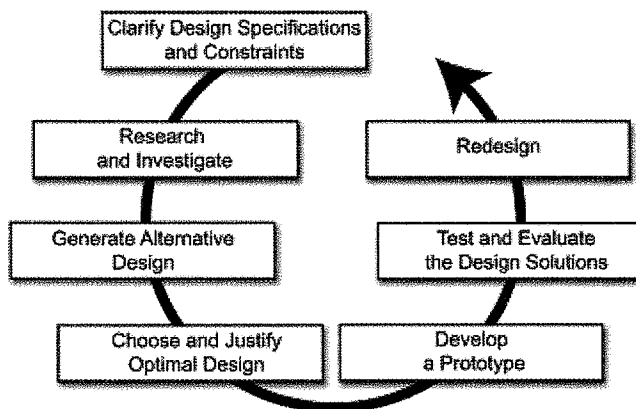 Clarify Design Specifications
and Constraints
Research
and Investigate
Generate Alternative
Design
Choose and Justify
Optimal Design
Develop
a Prototype
Test and Evaluate
the Design Solutions
Redesign